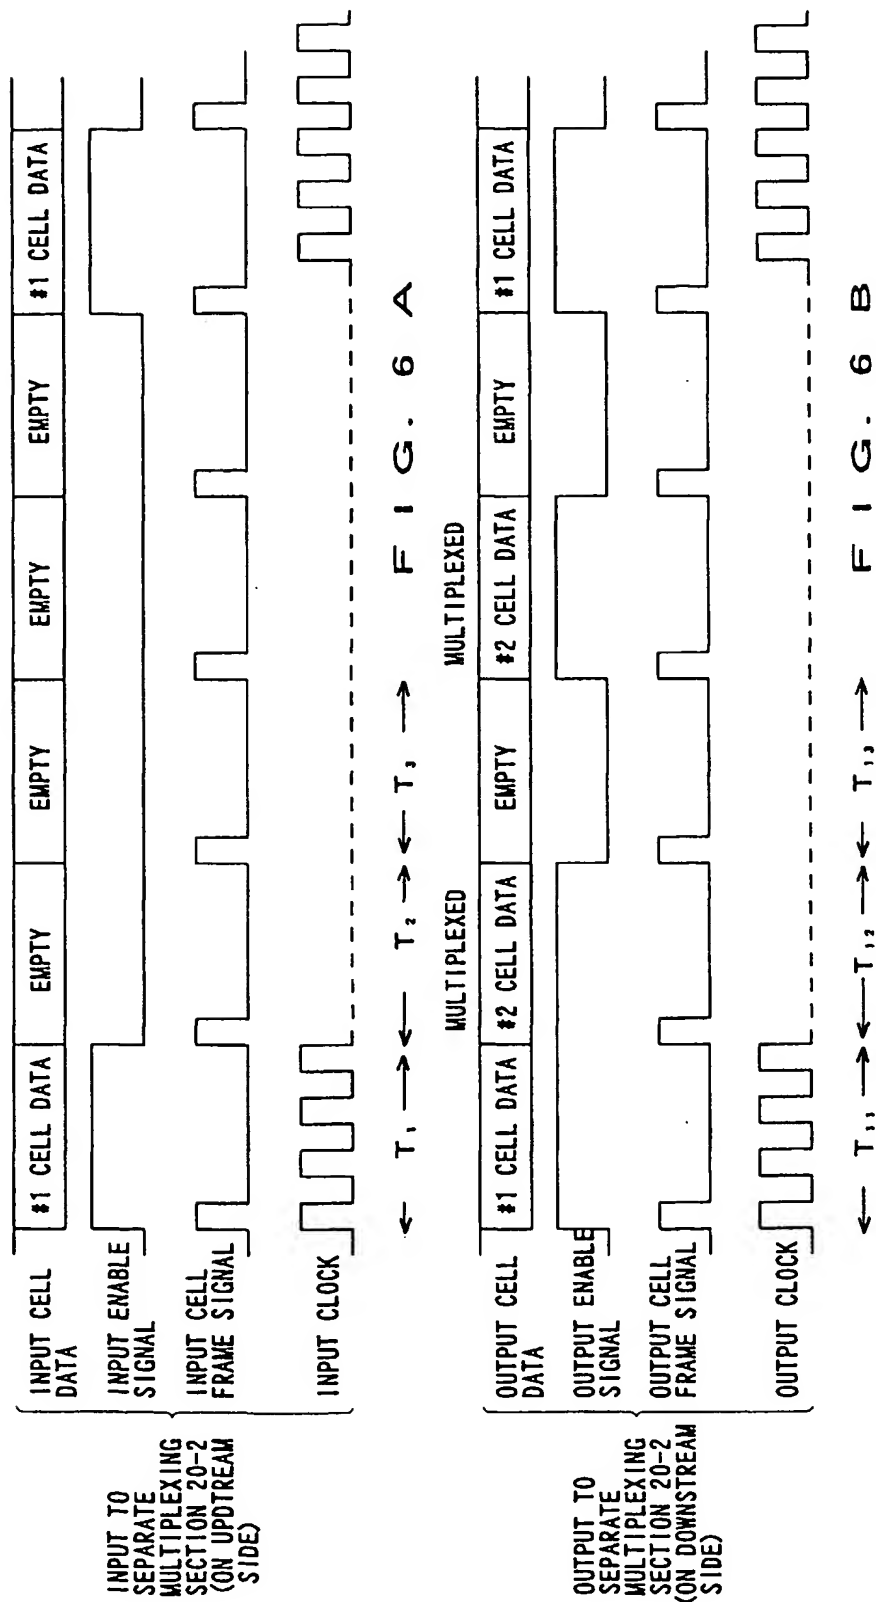 INPUT TO
SEPARATE
MULTIPLEXING
SECTION 20-2
(ON UPDTREAM
SIDE)
INPUT CELL
DATA
#1 CELL DATA
EMPTY
EMPTY
EMPTY
EMPTY
#1 CELL DATA
INPUT ENABLE
SIGNAL
INPUT CELL
FRAME SIGNAL
INPUT CLOCK
T₁
T₂
T₃
FIG. 6 A
OUTPUT TO
SEPARATE
MULTIPLEXING
SECTION 20-2
(ON DOWNSTREAM
SIDE)
MULTIPLEXED
MULTIPLEXED
OUTPUT CELL
DATA
#1 CELL DATA
#2 CELL DATA
EMPTY
#2 CELL DATA
EMPTY
#1 CELL DATA
OUTPUT ENABLE
SIGNAL
OUTPUT CELL
FRAME SIGNAL
OUTPUT CLOCK
T₁₁
T₁₂
T₁₃
FIG. 6 B